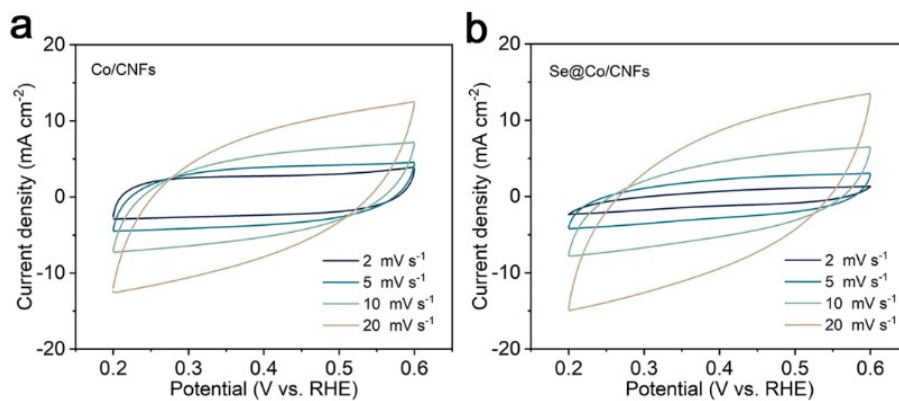 a
Co/CNFs
Current density (mA cm⁻²)
20
10
0
-10
-20
2 mV s⁻¹
5 mV s⁻¹
10 mV s⁻¹
20 mV s⁻¹
0.2 0.3 0.4 0.5 0.6
Potential (V vs. RHE)
b
Se@Co/CNFs
Current density (mA cm⁻²)
20
10
0
-10
-20
2 mV s⁻¹
5 mV s⁻¹
10 mV s⁻¹
20 mV s⁻¹
0.2 0.3 0.4 0.5 0.6
Potential (V vs. RHE)